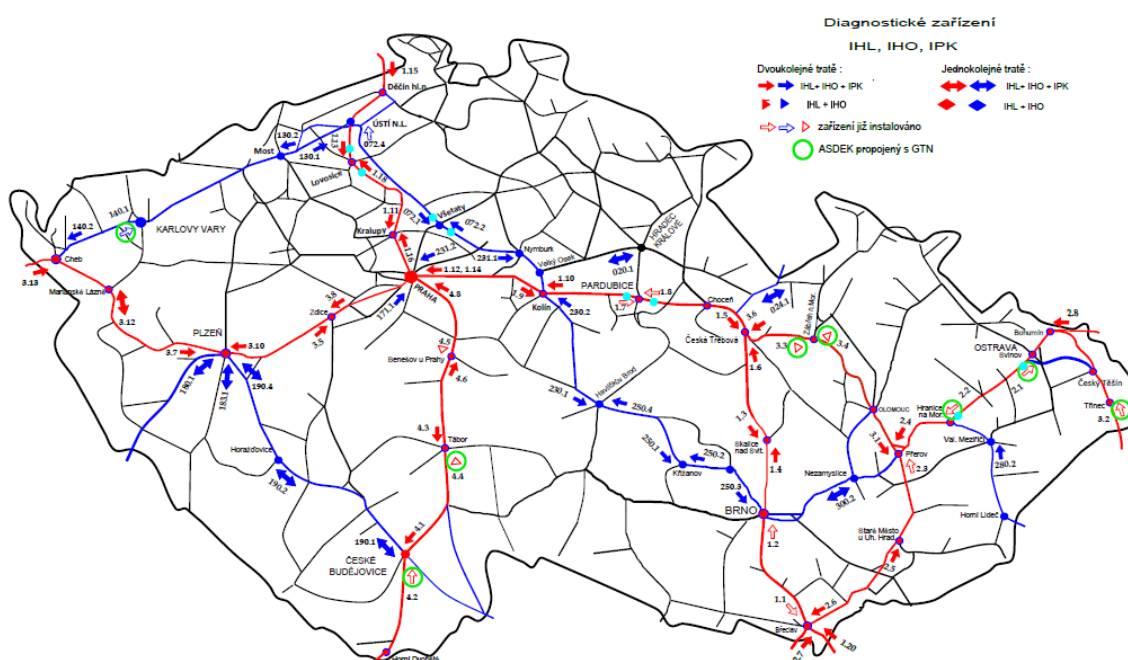 Diagnostické zařízení
IHL, IHO, IPK
Dvoukolejné tratě :
Jednokolejné tratě :
IHL+ IHO + IPK
IHL+ IHO + IPK
IHL + IHO
IHL + IHO
zařízení již instalováno
ASDEK propojený s GTN
1.15
Děčín hl.n.
ÚSTÍ N.L.
130.2
072.4
Most
130.1
1.13
Lovosice
1.18
140.1
140.2
KARLOVY VARY
1.11
072.1
Všetaty
072.2
Kralupy
1.16
231.2
231.1
Nymburk
Velký Osek
HRADEC
KRÁLOVÉ
020.1
Cheb
3.13
Mariánské Lázně
3.12
PRAHA
1.12, 1.14
4.8
1.9
1.10
Kolín
PARDUBICE
1.8
1.7
Choceň
024.1
3.8
Zdice
3.5
171.1
230.2
1.5
3.6
Česká Třebová
Zábřeh n.Mor.
3.3
3.4
Bohumín
2.8
OSTRAVA
Svinov
PLZEŇ
3.7
3.10
4.5
Benešov u Prahy
4.6
1.6
2.2
2.1
Český Těšín
Třinec
3.2
180.1
183.1
190.4
Havlíčkův Brod
230.1
250.4
Hranice
na Mor.
OLOMOUC
2.4
Val. Meziříčí
1.3
4.3
Tábor
4.4
Horažďovice
190.2
250.1
250.2
Křižanov
250.3
Skalice
nad Svit.
1.4
3.1
Přerov
2.3
Nezamyslice
300.2
280.2
BRNO
Horní Lideč
190.1
4.1
ČESKÉ
BUDĚJOVICE
4.2
1.2
Staré Město
u Uh. Hrad.
2.5
1.1
2.6
Břeclav
2.7
1.20
Horní Dvořiště